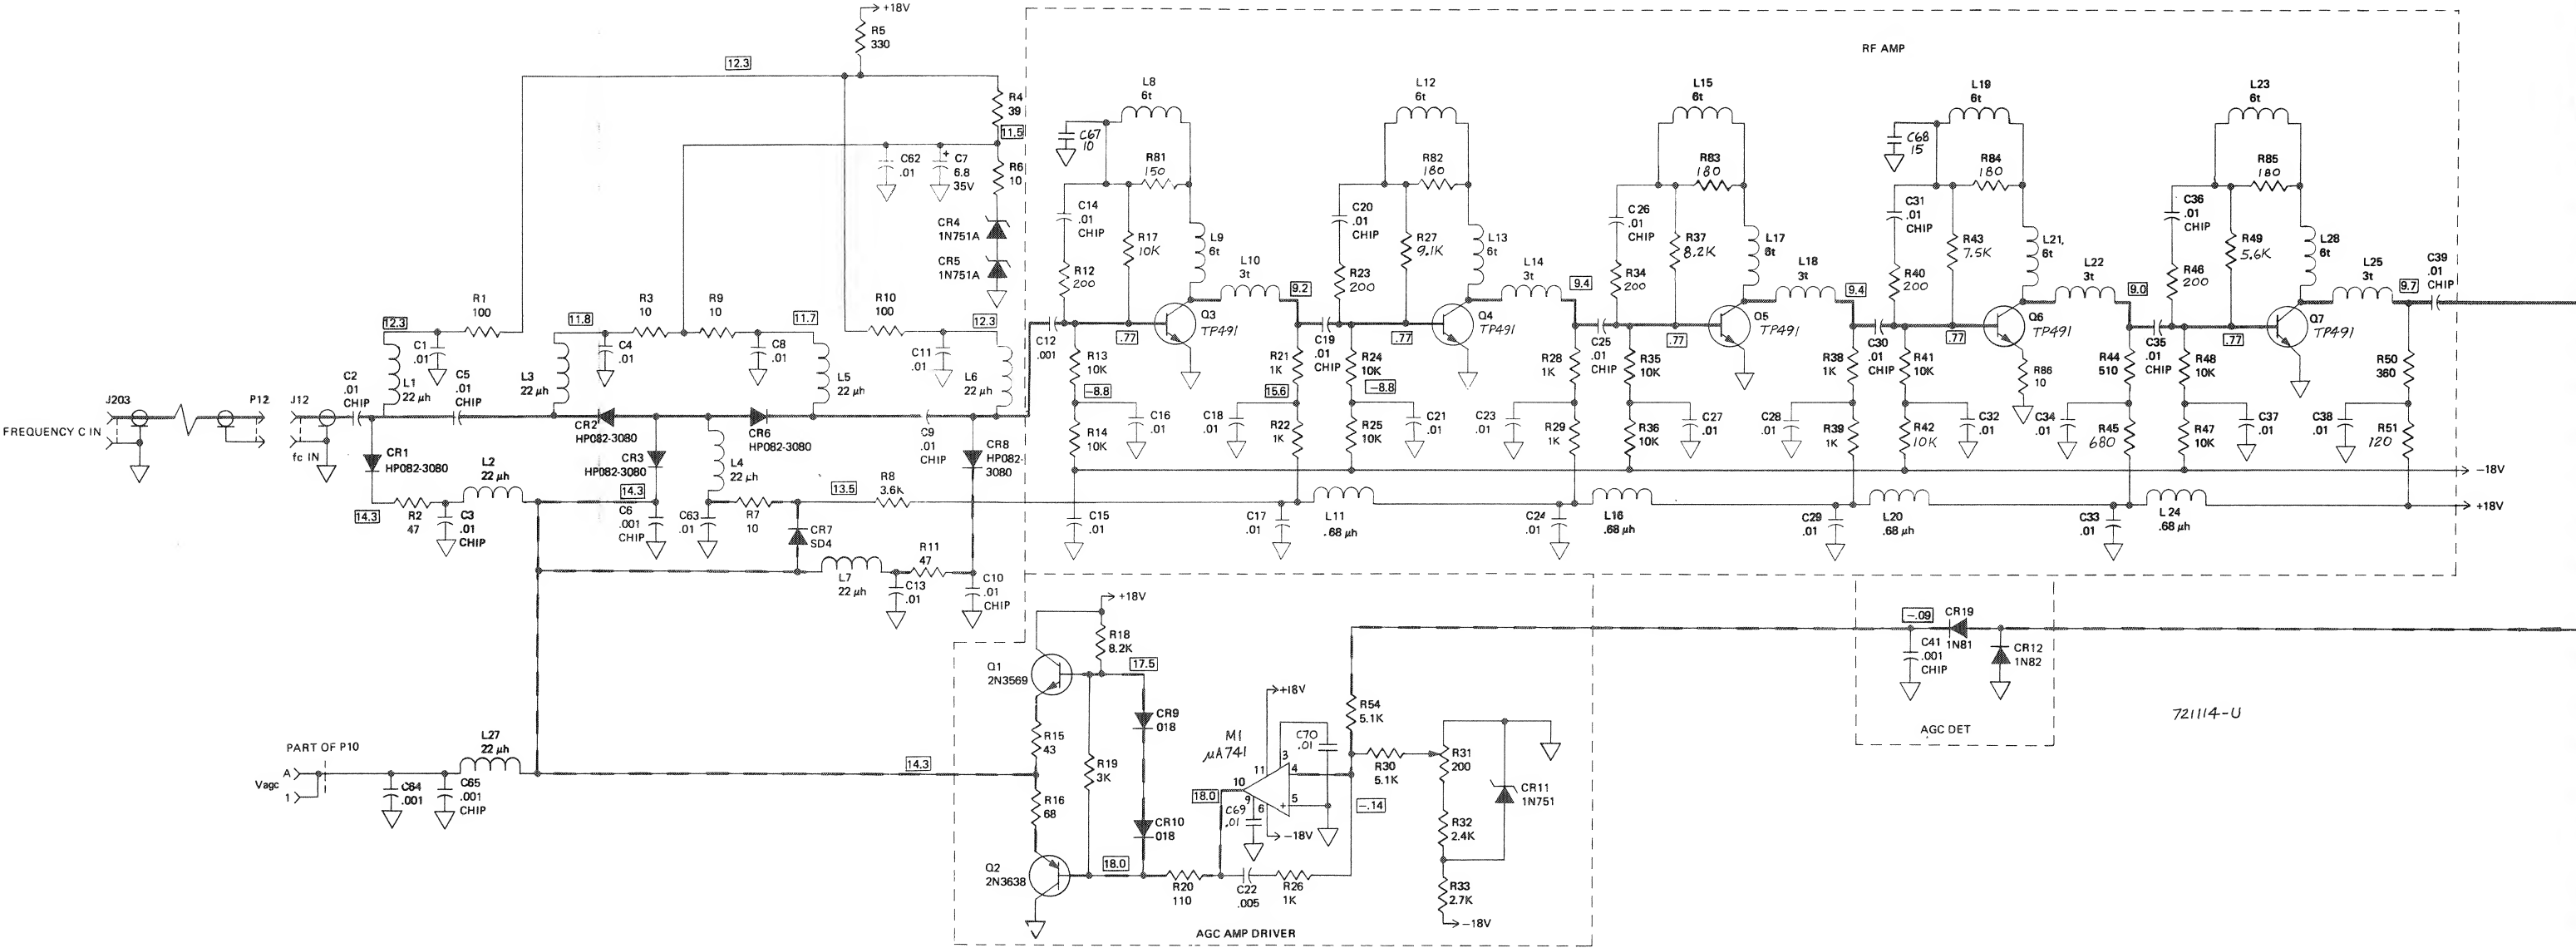 +18V
R5
330
12.3
R4
39
11.5
C62
.01
+
C7
6.8
35V
R6
10
CR4
1N751A
CR5
1N751A
R1
100
R3
10
R9
10
R10
100
12.3
11.8
11.7
12.3
C1
.01
C4
.01
C8
.01
C11
.01
L1
22 µh
L3
22 µh
L5
22 µh
L6
22 µh
C2
.01
CHIP
C5
.01
CHIP
J203
P12
J12
FREQUENCY C IN
fc IN
CR1
HP082-3080
CR2
HP082-3080
CR3
HP082-3080
CR6
HP082-3080
C9
.01
CHIP
CR8
HP082-
3080
L2
22 µh
L4
22 µh
14.3
13.5
R8
3.6K
14.3
R2
47
C3
.01
CHIP
C6
.001
CHIP
C63
.01
R7
10
CR7
SD4
L7
22 µh
R11
47
C13
.01
C10
.01
CHIP
RF AMP
L8
6t
C67
10
R81
150
C14
.01
CHIP
R17
10K
L9
6t
R12
200
L10
3t
9.2
C12
.001
.77
Q3
TP491
R13
10K
-8.8
C16
.01
R14
10K
C15
.01
L12
6t
R82
180
C20
.01
CHIP
R27
9.1K
L13
6t
R23
200
L14
3t
9.4
C19
.01
CHIP
.77
Q4
TP491
R21
1K
15.6
C18
.01
R22
1K
R24
10K
-8.8
C21
.01
R25
10K
C17
.01
L11
.68 µh
L15
6t
R83
180
C26
.01
CHIP
R37
8.2K
L17
6t
R34
200
L18
3t
9.4
C25
.01
CHIP
.77
Q5
TP491
R28
1K
C23
.01
R29
1K
R35
10K
C27
.01
R36
10K
C24
.01
L16
.68 µh
L19
6t
C68
15
R84
180
C31
.01
CHIP
R43
7.5K
L21,
6t
R40
200
L22
3t
9.0
C30
.01
CHIP
.77
Q6
TP491
R38
1K
C28
.01
R39
1K
R41
10K
C32
.01
R42
10K
R86
10
C29
.01
L20
.68 µh
L23
6t
R85
180
C36
.01
CHIP
R49
5.6K
L28
6t
R46
200
L25
3t
9.7
C39
.01
CHIP
C35
.01
CHIP
.77
Q7
TP491
R44
510
C34
.01
R45
680
R48
10K
C37
.01
R47
10K
R50
360
C38
.01
R51
120
C33
.01
L24
.68 µh
-18V
+18V
+18V
R18
8.2K
17.5
Q1
2N3569
R15
43
R19
3K
CR9
018
14.3
R16
68
CR10
018
Q2
2N3638
18.0
R20
110
C22
.005
R26
1K
M1
µA741
+18V
C70
.01
3
11
4
10
9
6
5
+
18.0
C69
.01
-18V
R54
5.1K
R30
5.1K
-.14
R31
200
R32
2.4K
R33
2.7K
-18V
CR11
1N751
AGC AMP DRIVER
-.09
CR19
1N81
C41
.001
CHIP
CR12
1N82
AGC DET
721114-U
PART OF P10
A
Vagc
1
L27
22 µh
C64
.001
C65
.001
CHIP